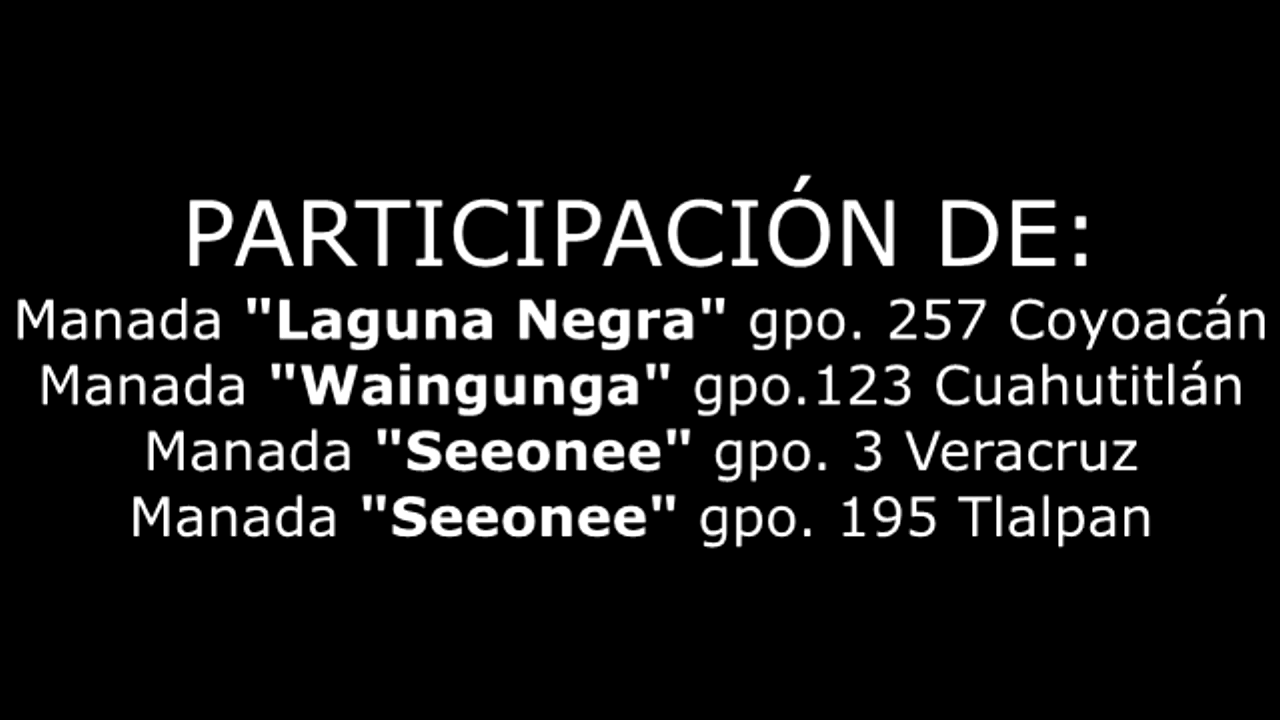 PARTICIPACIÓN DE:
Manada "Laguna Negra" gpo. 257 Coyoacán
Manada "Waingunga" gpo.123 Cuahutitlán
Manada "Seeonee" gpo. 3 Veracruz
Manada "Seeonee" gpo. 195 Tlalpan